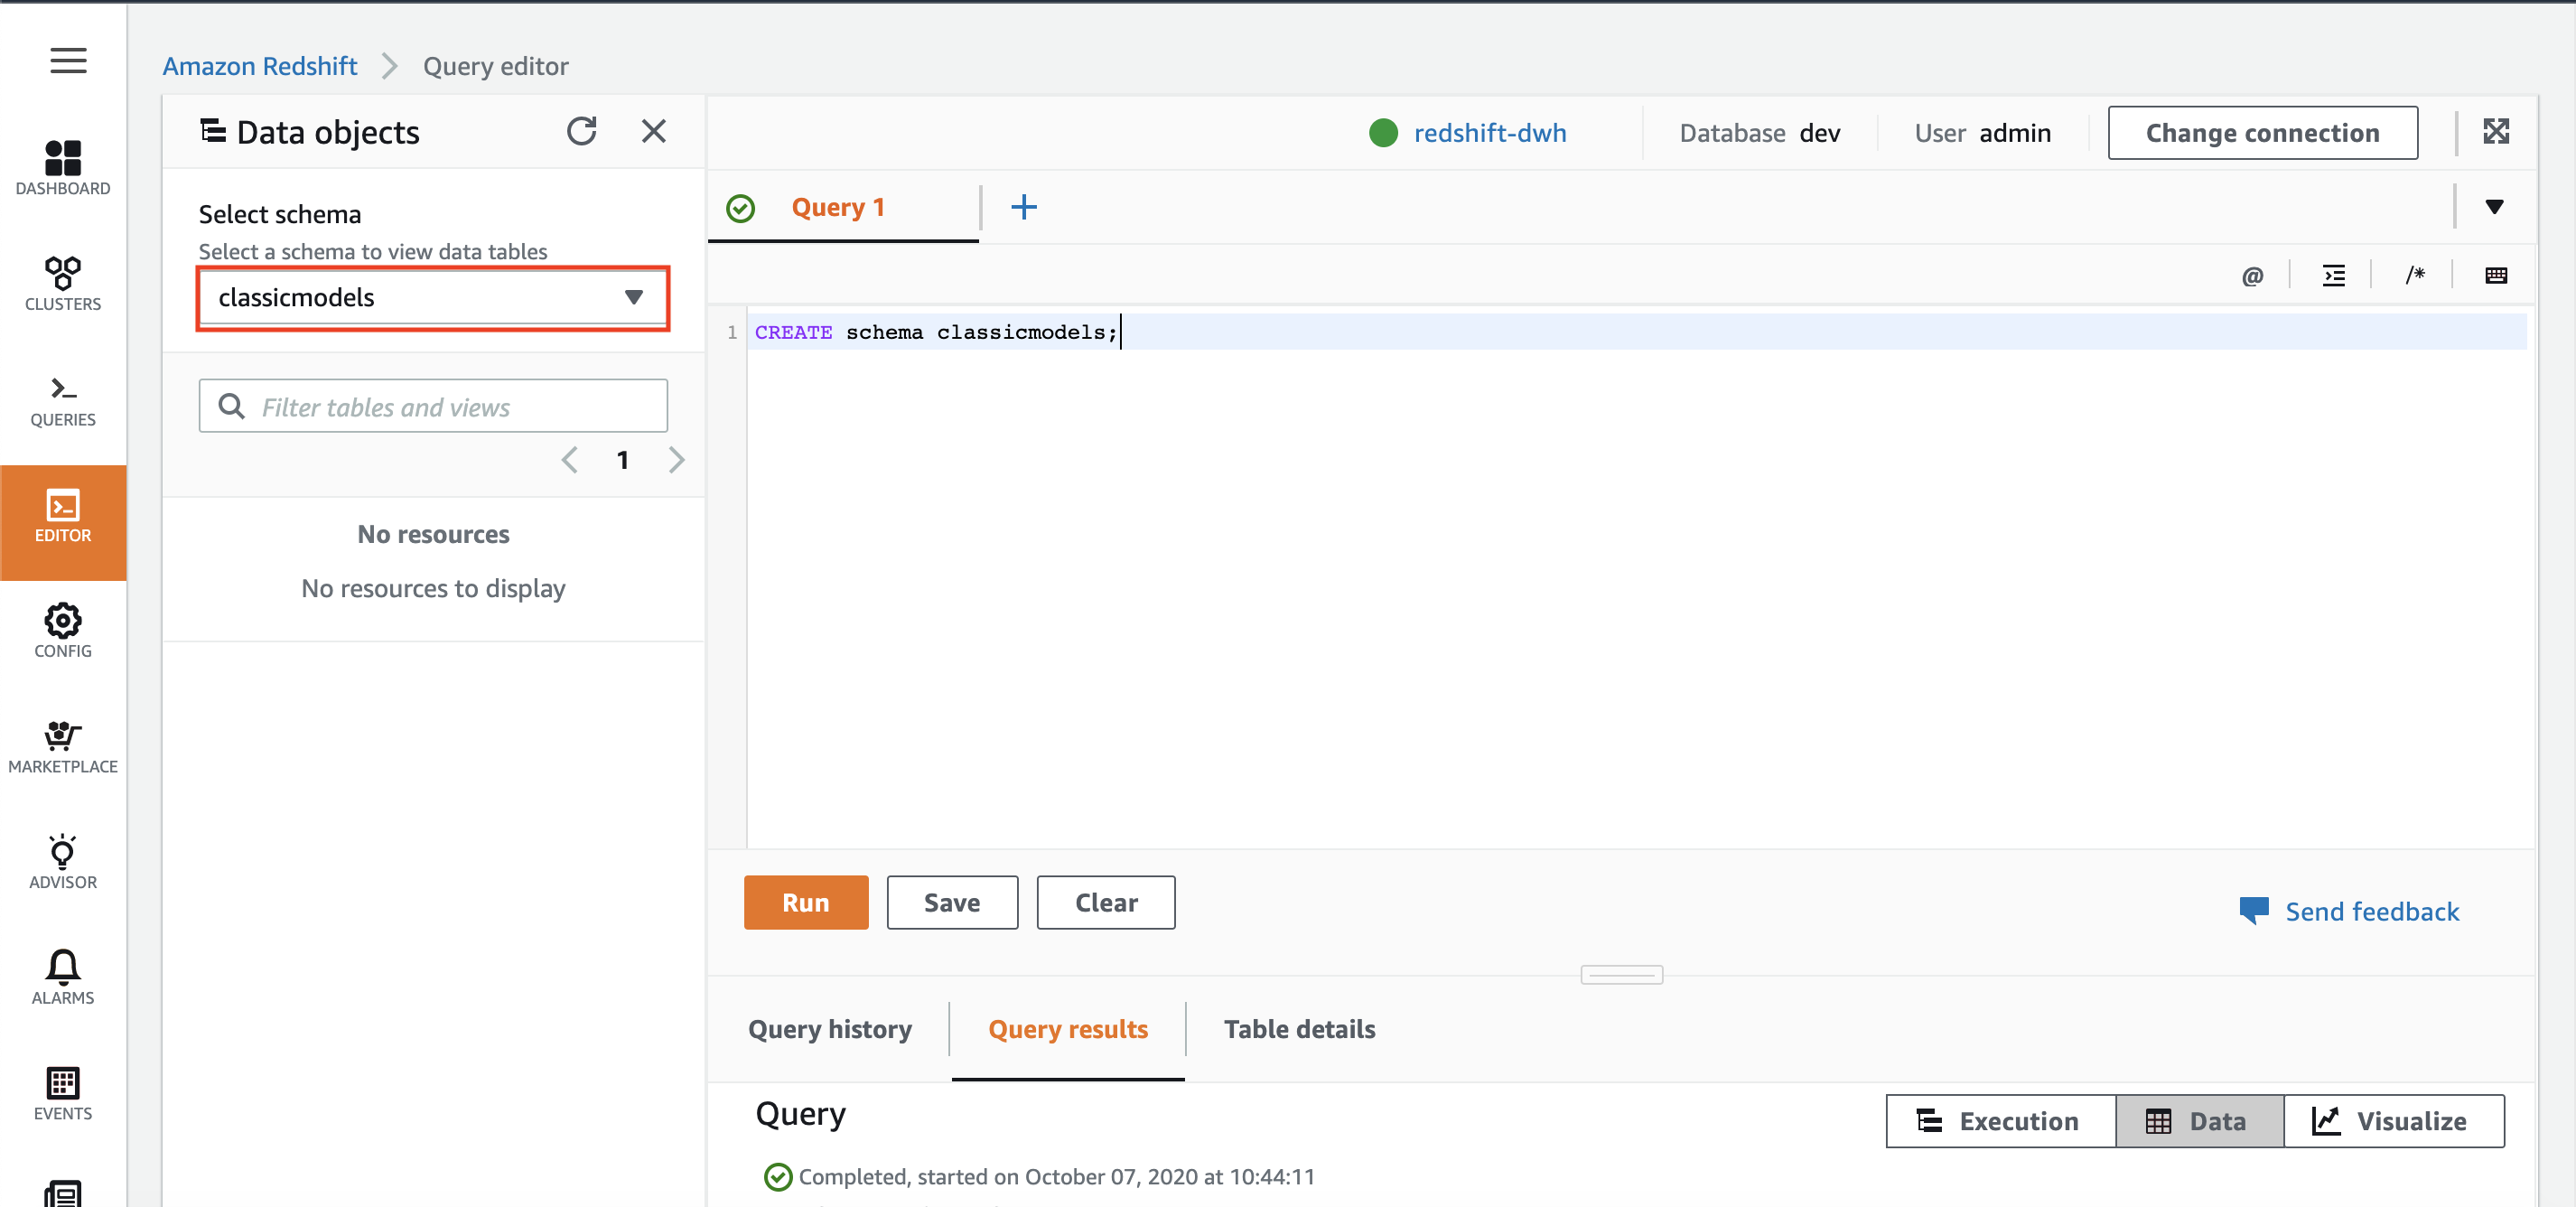 Amazon Redshift > Query editor
DASHBOARD
CLUSTERS
QUERIES
EDITOR
CONFIG
MARKETPLACE
ADVISOR
ALARMS
EVENTS
Data objects
Select schema
Select a schema to view data tables
classicmodels
Filter tables and views
1
No resources
No resources to display
redshift-dwh Database dev User admin Change connection
Query 1 +
@ /*
1 CREATE schema classicmodels;
Run Save Clear
Send feedback
Query history Query results Table details
Query
Execution Data Visualize
Completed, started on October 07, 2020 at 10:44:11